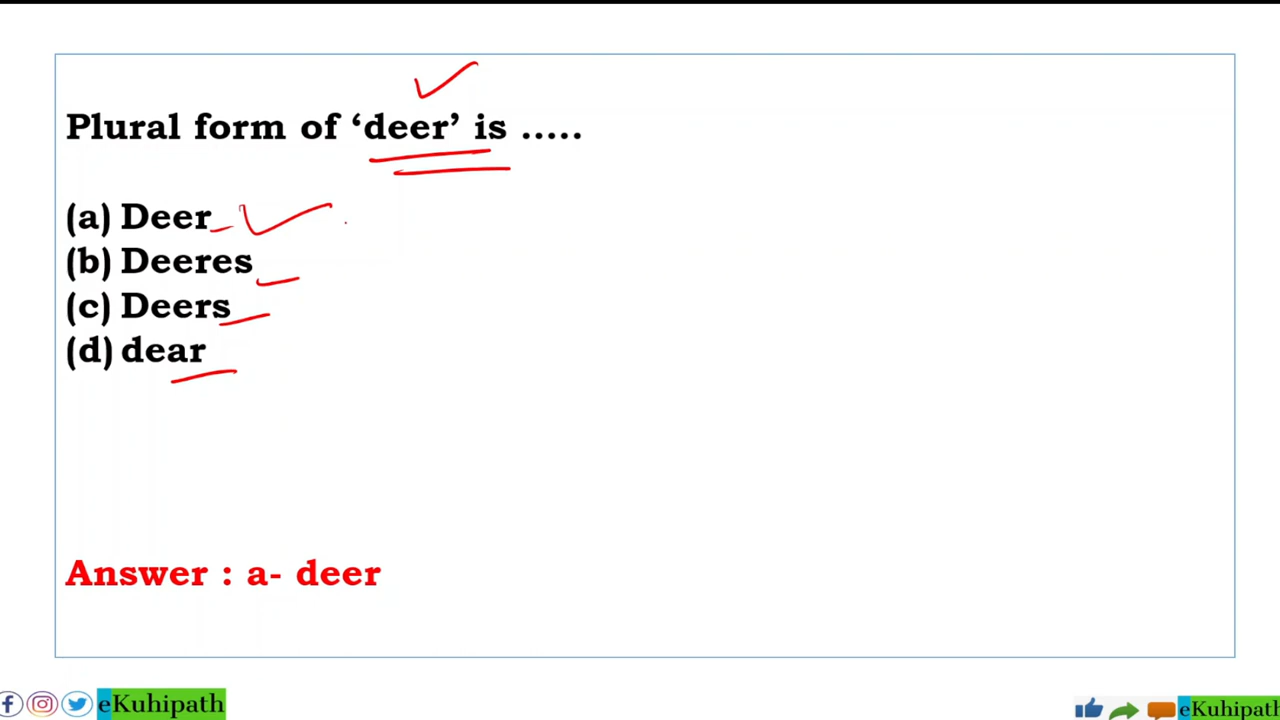 Plural form of ‘deer’ is .....
(a) Deer
(b) Deeres
(c) Deers
(d) dear
Answer : a- deer
eKuhipath
eKuhipath